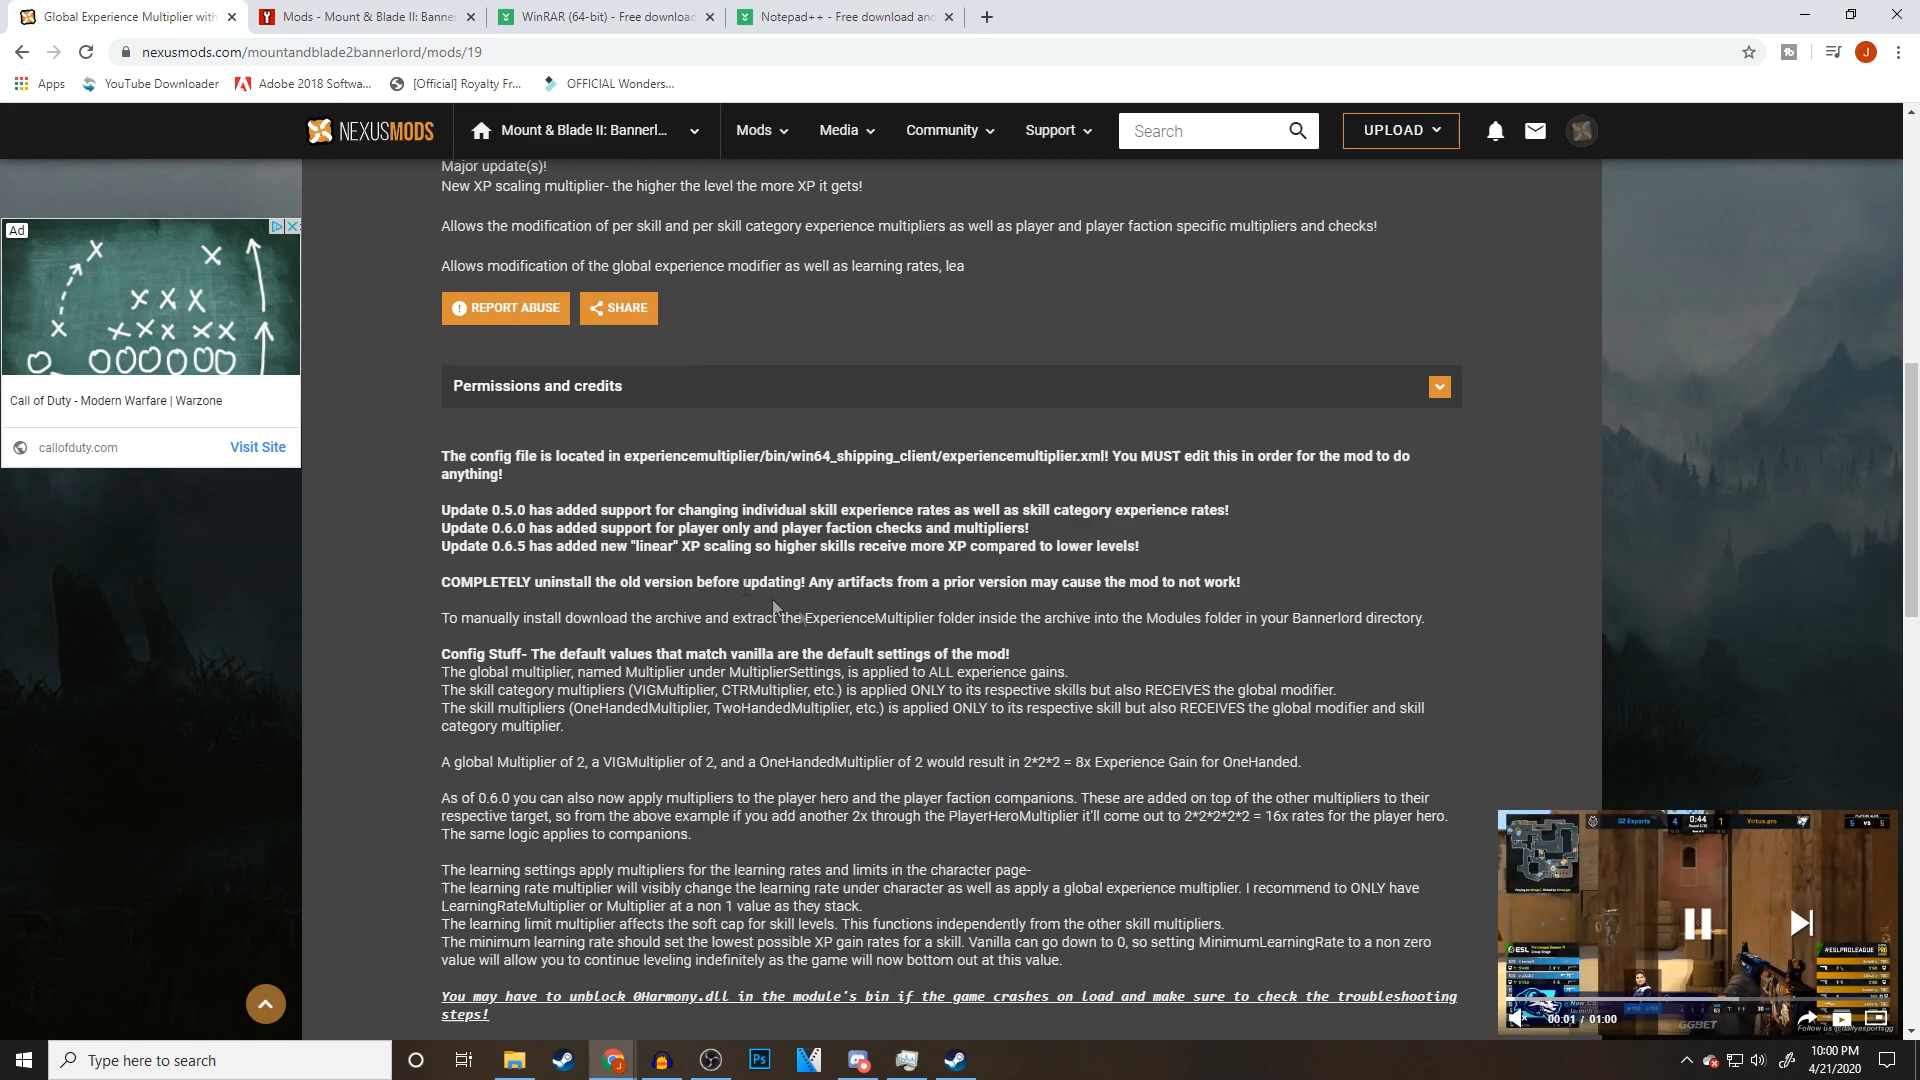 Global Experience Multiplier with
Mods - Mount & Blade II: Banner
WinRAR (64-bit) - Free download
Notepad++ - Free download and
nexusmods.com/mountandblade2bannerlord/mods/19
J
Apps
YouTube Downloader
Adobe 2018 Softwa...
[Official] Royalty Fr...
OFFICIAL Wonders...
NEXUSMODS
Mount & Blade II: Bannerl...
Mods
Media
Community
Support
Search
UPLOAD
Major update(s)!
New XP scaling multiplier- the higher the level the more XP it gets!
Allows the modification of per skill and per skill category experience multipliers as well as player and player faction specific multipliers and checks!
Allows modification of the global experience modifier as well as learning rates, lea
REPORT ABUSE
SHARE
Ad
Call of Duty - Modern Warfare | Warzone
callofduty.com
Visit Site
Permissions and credits
The config file is located in experiencemultiplier/bin/win64_shipping_client/experiencemultiplier.xml! You MUST edit this in order for the mod to do
anything!
Update 0.5.0 has added support for changing individual skill experience rates as well as skill category experience rates!
Update 0.6.0 has added support for player only and player faction checks and multipliers!
Update 0.6.5 has added new "linear" XP scaling so higher skills receive more XP compared to lower levels!
COMPLETELY uninstall the old version before updating! Any artifacts from a prior version may cause the mod to not work!
To manually install download the archive and extract the ExperienceMultiplier folder inside the archive into the Modules folder in your Bannerlord directory.
Config Stuff- The default values that match vanilla are the default settings of the mod!
The global multiplier, named Multiplier under MultiplierSettings, is applied to ALL experience gains.
The skill category multipliers (VIGMultiplier, CTRMultiplier, etc.) is applied ONLY to its respective skills but also RECEIVES the global modifier.
The skill multipliers (OneHandedMultiplier, TwoHandedMultiplier, etc.) is applied ONLY to its respective skill but also RECEIVES the global modifier and skill
category multiplier.
A global Multiplier of 2, a VIGMultiplier of 2, and a OneHandedMultiplier of 2 would result in 2*2*2 = 8x Experience Gain for OneHanded.
As of 0.6.0 you can also now apply multipliers to the player hero and the player faction companions. These are added on top of the other multipliers to their
respective target, so from the above example if you add another 2x through the PlayerHeroMultiplier it'll come out to 2*2*2*2*2 = 16x rates for the player hero.
The same logic applies to companions.
The learning settings apply multipliers for the learning rates and limits in the character page-
The learning rate multiplier will visibly change the learning rate under character as well as apply a global experience multiplier. I recommend to ONLY have
LearningRateMultiplier or Multiplier at a non 1 value as they stack.
The learning limit multiplier affects the soft cap for skill levels. This functions independently from the other skill multipliers.
The minimum learning rate should set the lowest possible XP gain rates for a skill. Vanilla can go down to 0, so setting MinimumLearningRate to a non zero
value will allow you to continue leveling indefinitely as the game will now bottom out at this value.
You may have to unblock 0Harmony.dll in the module's bin if the game crashes on load and make sure to check the troubleshooting
steps!
G2 Esports 4 0:44 1 Virtus.pro
5 vs 5
ESL
#ESLPROLEAGUE
00:01 / 01:00
GGBET
Follow us @dailyesportsgg
Type here to search
10:00 PM
4/21/2020